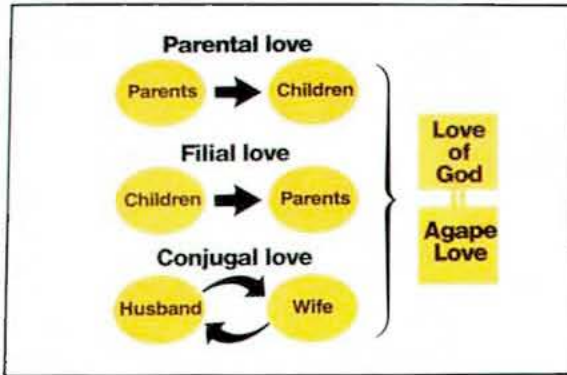 Parental love
Parents
Children
Filial love
Children
Parents
Conjugal love
Husband
Wife
Love
of
God
Agape
Love